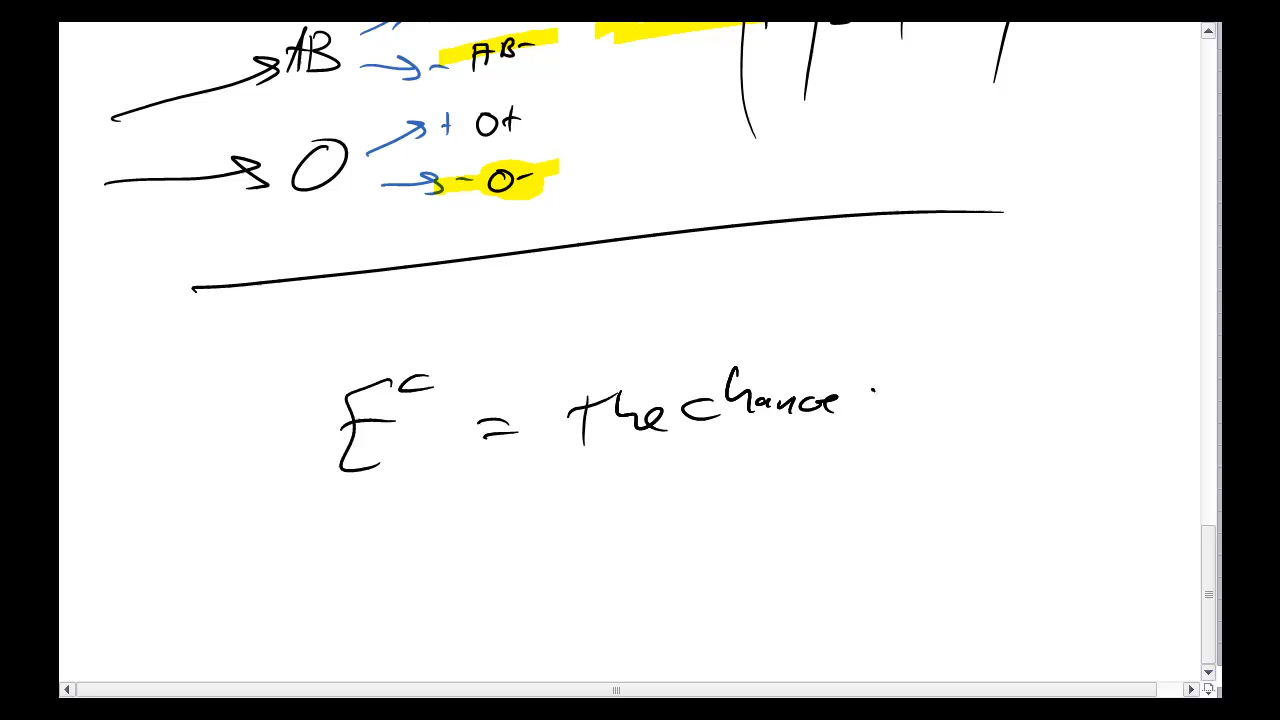 AB
- AB-
+ O+
O
- O-
E^c = the chance